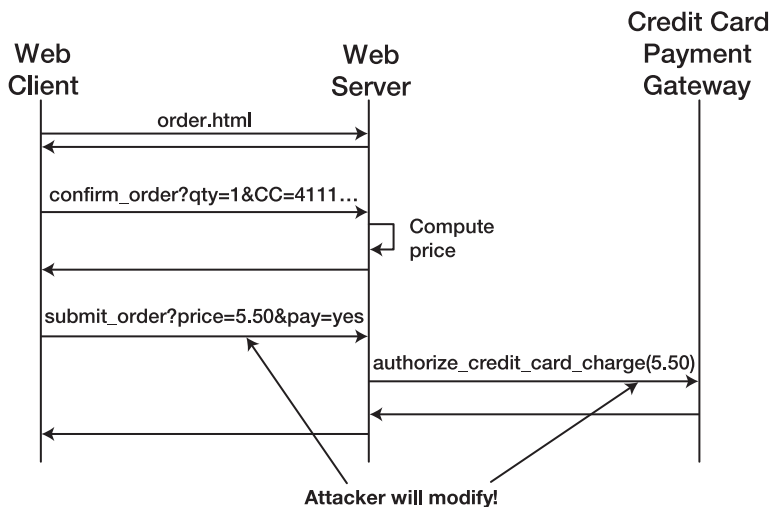 Web
Client
Web
Server
Credit Card
Payment
Gateway
order.html
confirm_order?qty=1&CC=4111…
Compute
price
submit_order?price=5.50&pay=yes
authorize_credit_card_charge(5.50)
Attacker will modify!